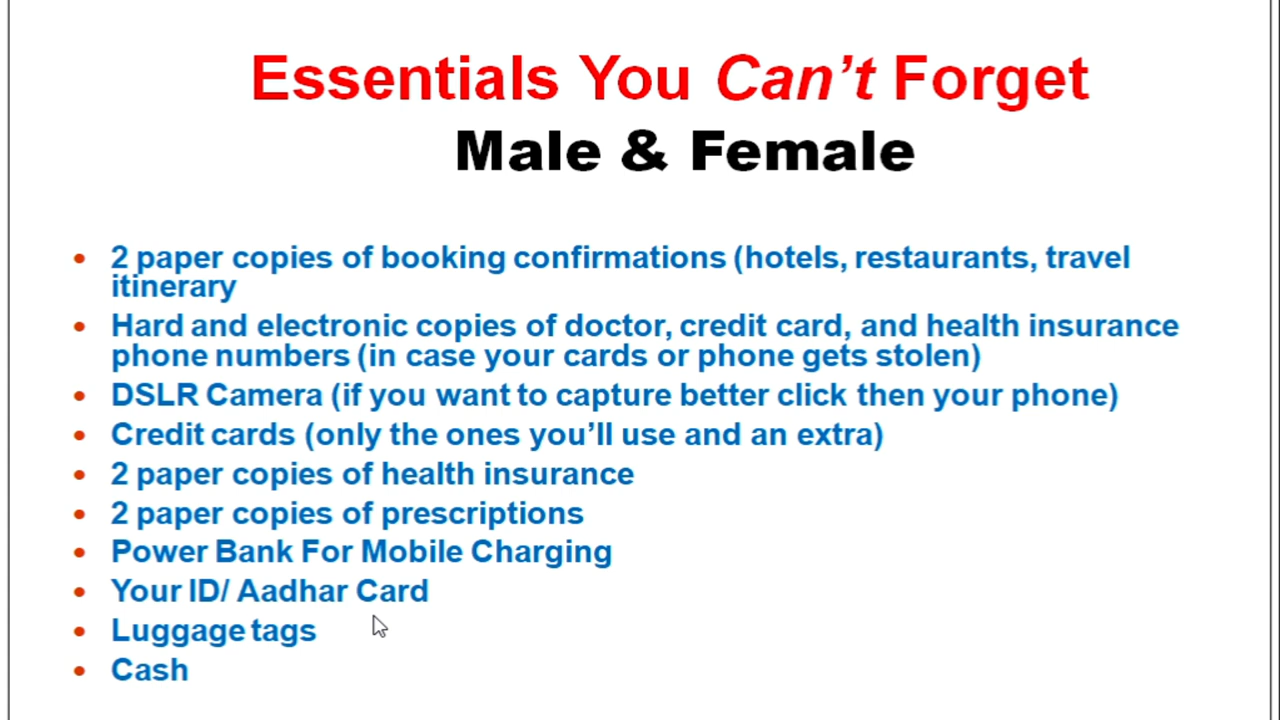 Essentials You Can’t Forget
Male & Female
• 2 paper copies of booking confirmations (hotels, restaurants, travel
itinerary
• Hard and electronic copies of doctor, credit card, and health insurance
phone numbers (in case your cards or phone gets stolen)
• DSLR Camera (if you want to capture better click then your phone)
• Credit cards (only the ones you’ll use and an extra)
• 2 paper copies of health insurance
• 2 paper copies of prescriptions
• Power Bank For Mobile Charging
• Your ID/ Aadhar Card
• Luggage tags
• Cash